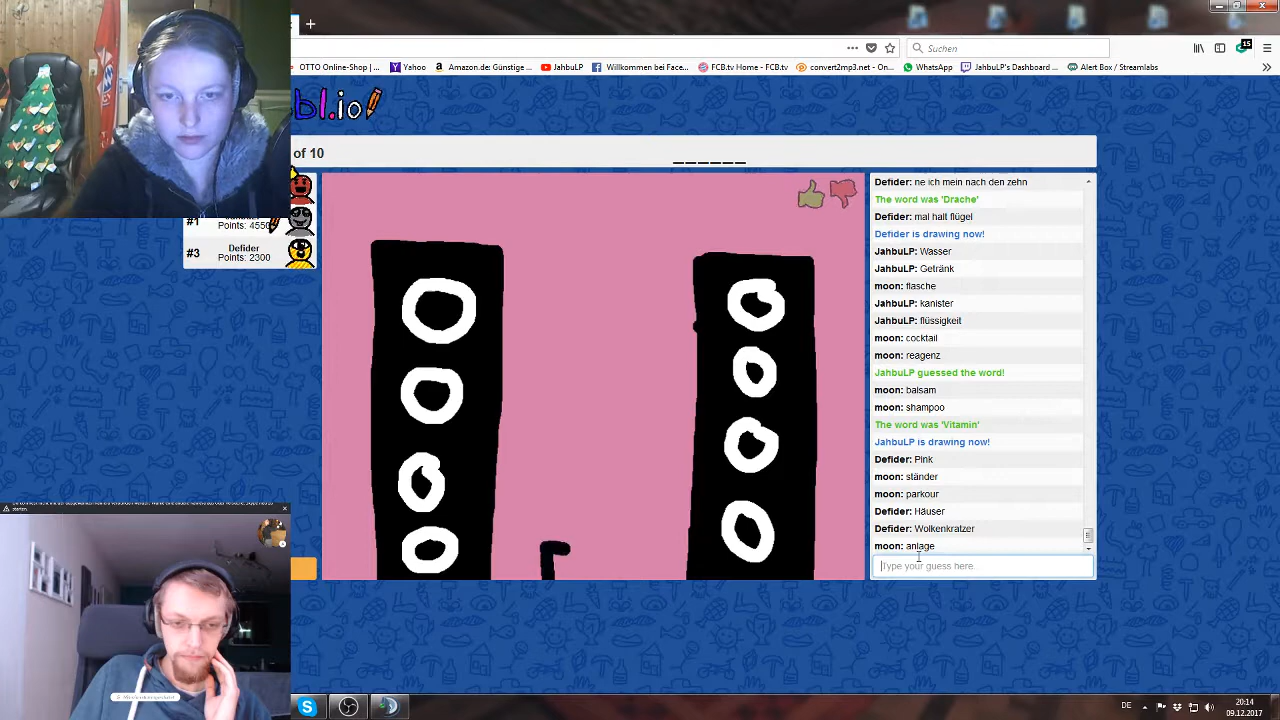 Suchen
15
OTTO Online-Shop |...
Yahoo
Amazon.de: Günstige ...
JahbuLP
Willkommen bei Face...
FCB.tv Home - FCB.tv
convert2mp3.net - On...
WhatsApp
JahbuLP's Dashboard ...
Alert Box / Streamlabs
bl.io
of 10
#1
Points: 4550
#3
Defider
Points: 2300
Defider: ne ich mein nach den zehn
The word was 'Drache'
Defider: mal halt flügel
Defider is drawing now!
JahbuLP: Wasser
JahbuLP: Getränk
moon: flasche
JahbuLP: kanister
JahbuLP: flüssigkeit
moon: cocktail
moon: reagenz
JahbuLP guessed the word!
moon: balsam
moon: shampoo
The word was 'Vitamin'
JahbuLP is drawing now!
Defider: Pink
moon: ständer
moon: parkour
Defider: Häuser
Defider: Wolkenkratzer
moon: anlage
Type your guess here...
DE
20:14
09.12.2017